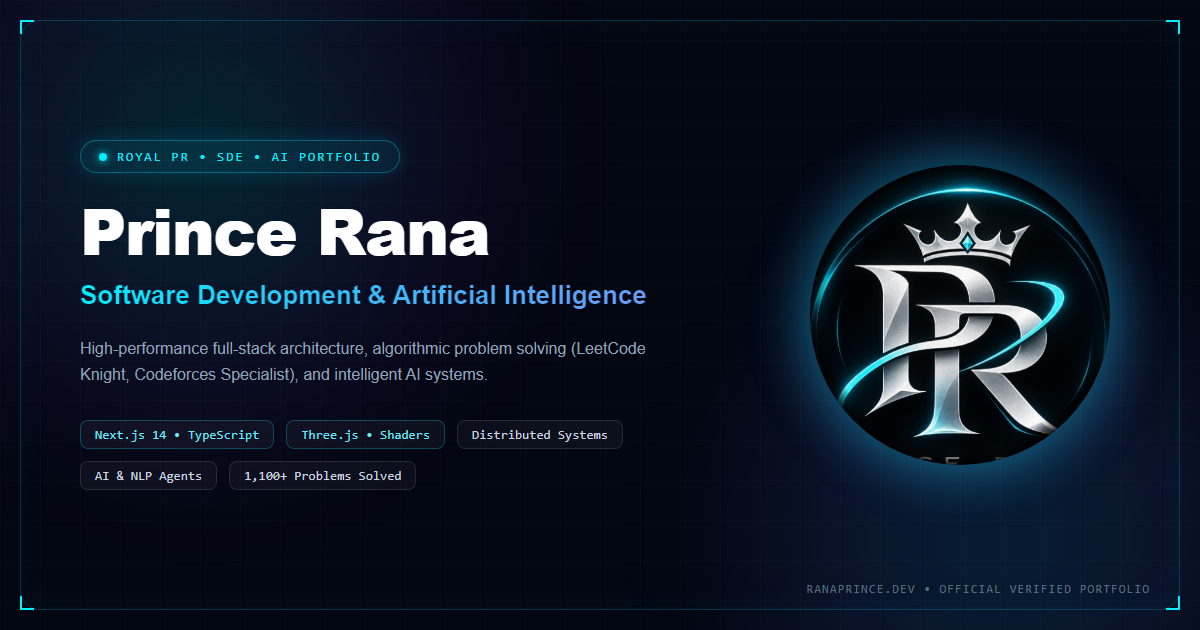 ROYAL PR • SDE • AI PORTFOLIO
Prince Rana
Software Development & Artificial Intelligence
High-performance full-stack architecture, algorithmic problem solving (LeetCode
Knight, Codeforces Specialist), and intelligent AI systems.
Next.js 14 • TypeScript
Three.js • Shaders
Distributed Systems
AI & NLP Agents
1,100+ Problems Solved
PR
RANAPRINCE.DEV • OFFICIAL VERIFIED PORTFOLIO